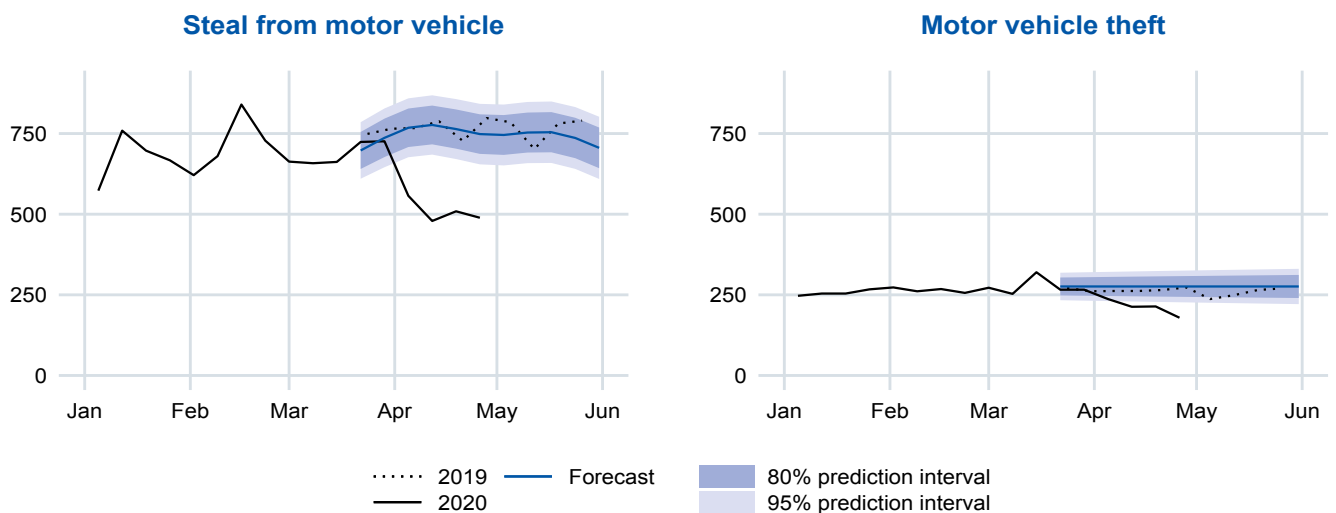 Steal from motor vehicle
750
500
250
0
Jan Feb Mar Apr May Jun
Motor vehicle theft
750
500
250
0
Jan Feb Mar Apr May Jun
2019 Forecast 80% prediction interval
2020 95% prediction interval